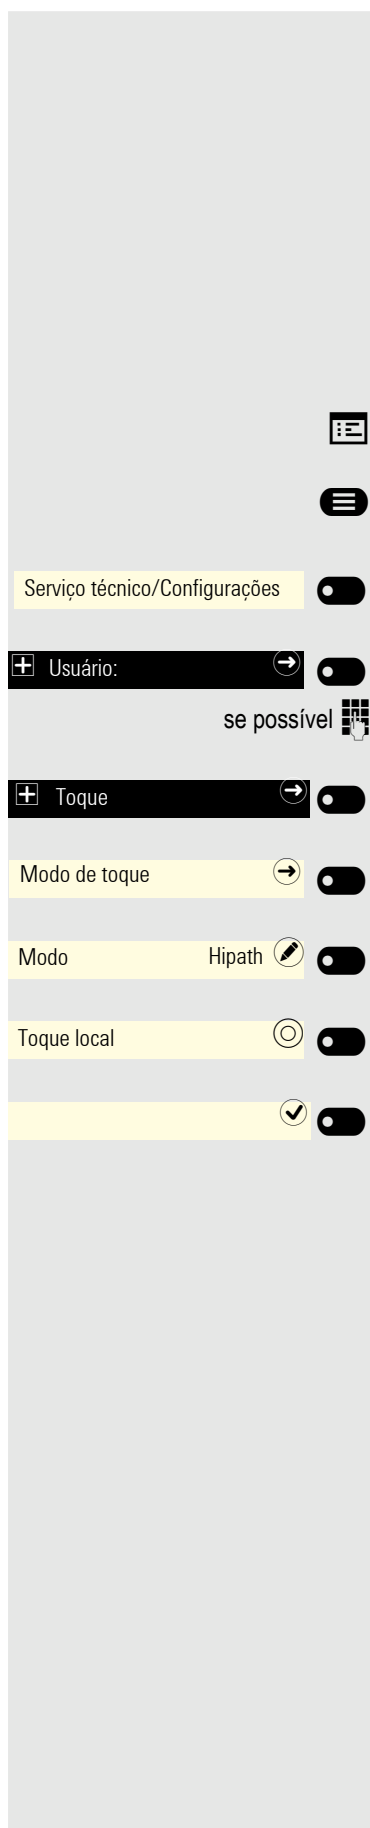 Serviço técnico/Configurações
Usuário:
se possível
Toque
Modo de toque
Modo Hipath
Toque local